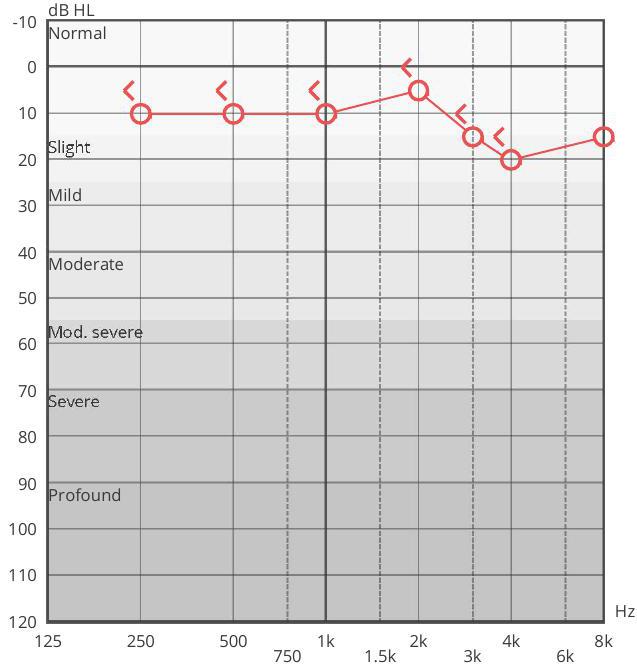 dB HL
-10
Normal
0
10
Slight
20
Mild
30
40
Moderate
50
Mod. severe
60
70
Severe
80
90
Profound
100
110
120
Hz
125 250 500 1k 2k 4k 8k
750 1.5k 3k 6k